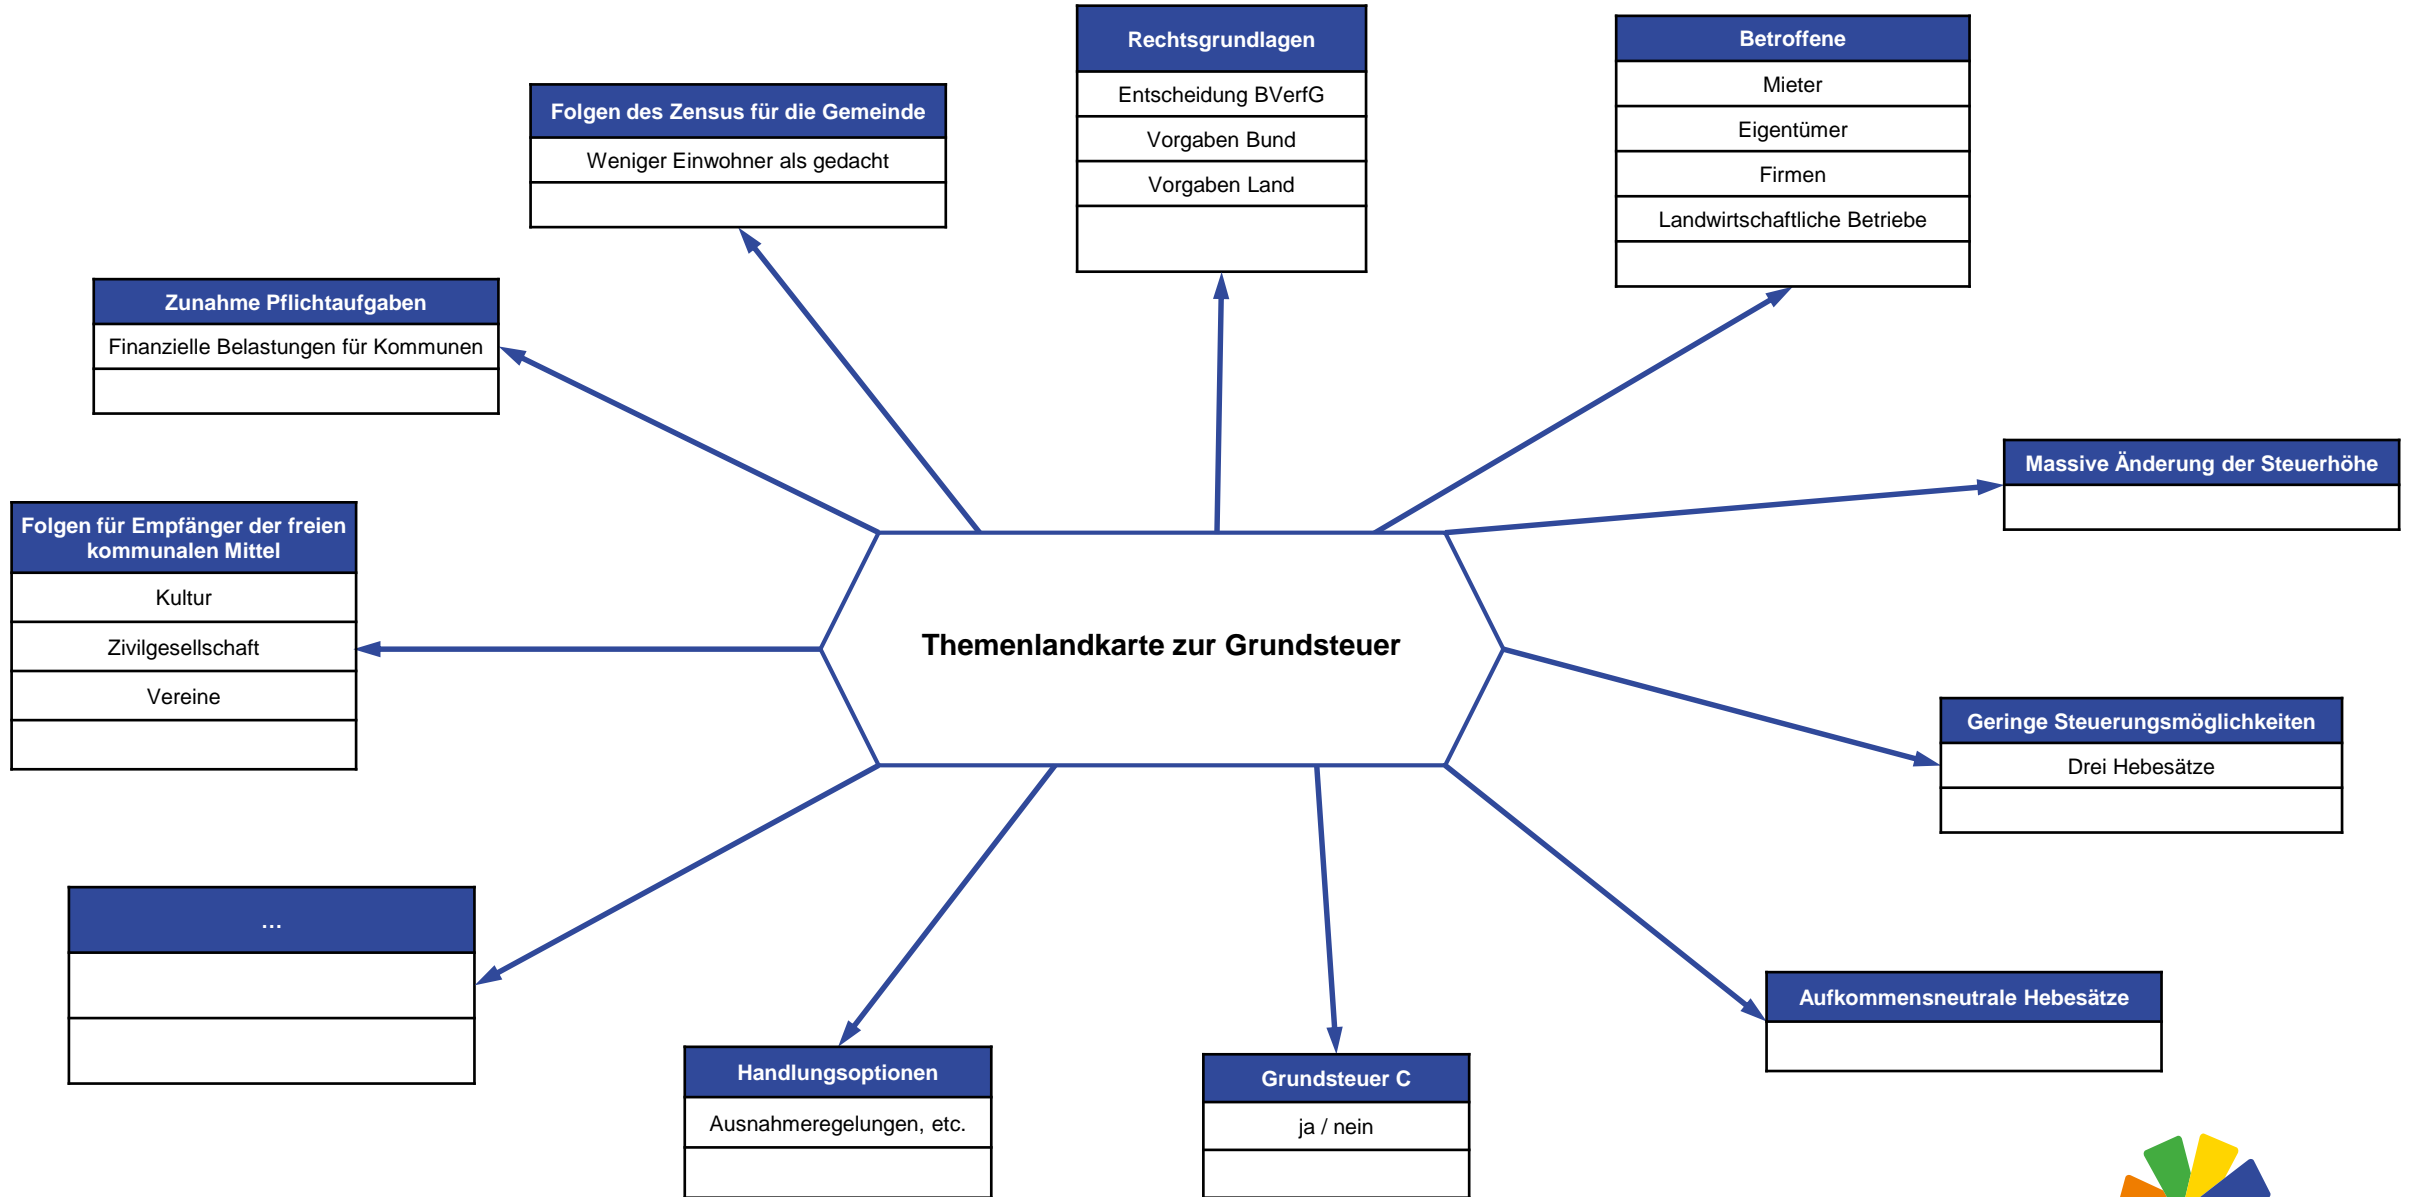 Rechtsgrundlagen
Entscheidung BVerfG
Vorgaben Bund
Vorgaben Land
Betroffene
Mieter
Eigentümer
Firmen
Landwirtschaftliche Betriebe
Folgen des Zensus für die Gemeinde
Weniger Einwohner als gedacht
Zunahme Pflichtaufgaben
Finanzielle Belastungen für Kommunen
Massive Änderung der Steuerhöhe
Folgen für Empfänger der freien
kommunalen Mittel
Kultur
Zivilgesellschaft
Vereine
Themenlandkarte zur Grundsteuer
Geringe Steuerungsmöglichkeiten
Drei Hebesätze
…
Aufkommensneutrale Hebesätze
Handlungsoptionen
Ausnahmeregelungen, etc.
Grundsteuer C
ja / nein